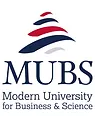 MUBS
Modern University
for Business & Science